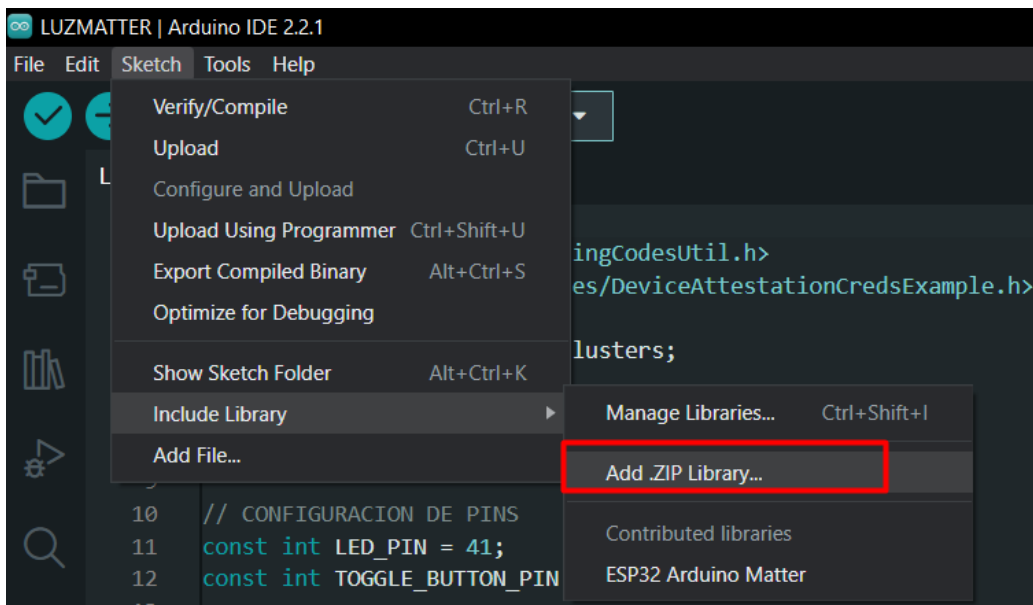 LUZMATTER | Arduino IDE 2.2.1
File Edit Sketch Tools Help
Verify/Compile Ctrl+R
Upload Ctrl+U
L
Configure and Upload
Upload Using Programmer Ctrl+Shift+U
ingCodesUtil.h>
Export Compiled Binary Alt+Ctrl+S
es/DeviceAttestationCredsExample.h>
Optimize for Debugging
lusters;
Show Sketch Folder Alt+Ctrl+K
Include Library
Manage Libraries... Ctrl+Shift+I
Add File...
Add .ZIP Library...
10 // CONFIGURACION DE PINS
Contributed libraries
11 const int LED_PIN = 41;
ESP32 Arduino Matter
12 const int TOGGLE_BUTTON_PIN